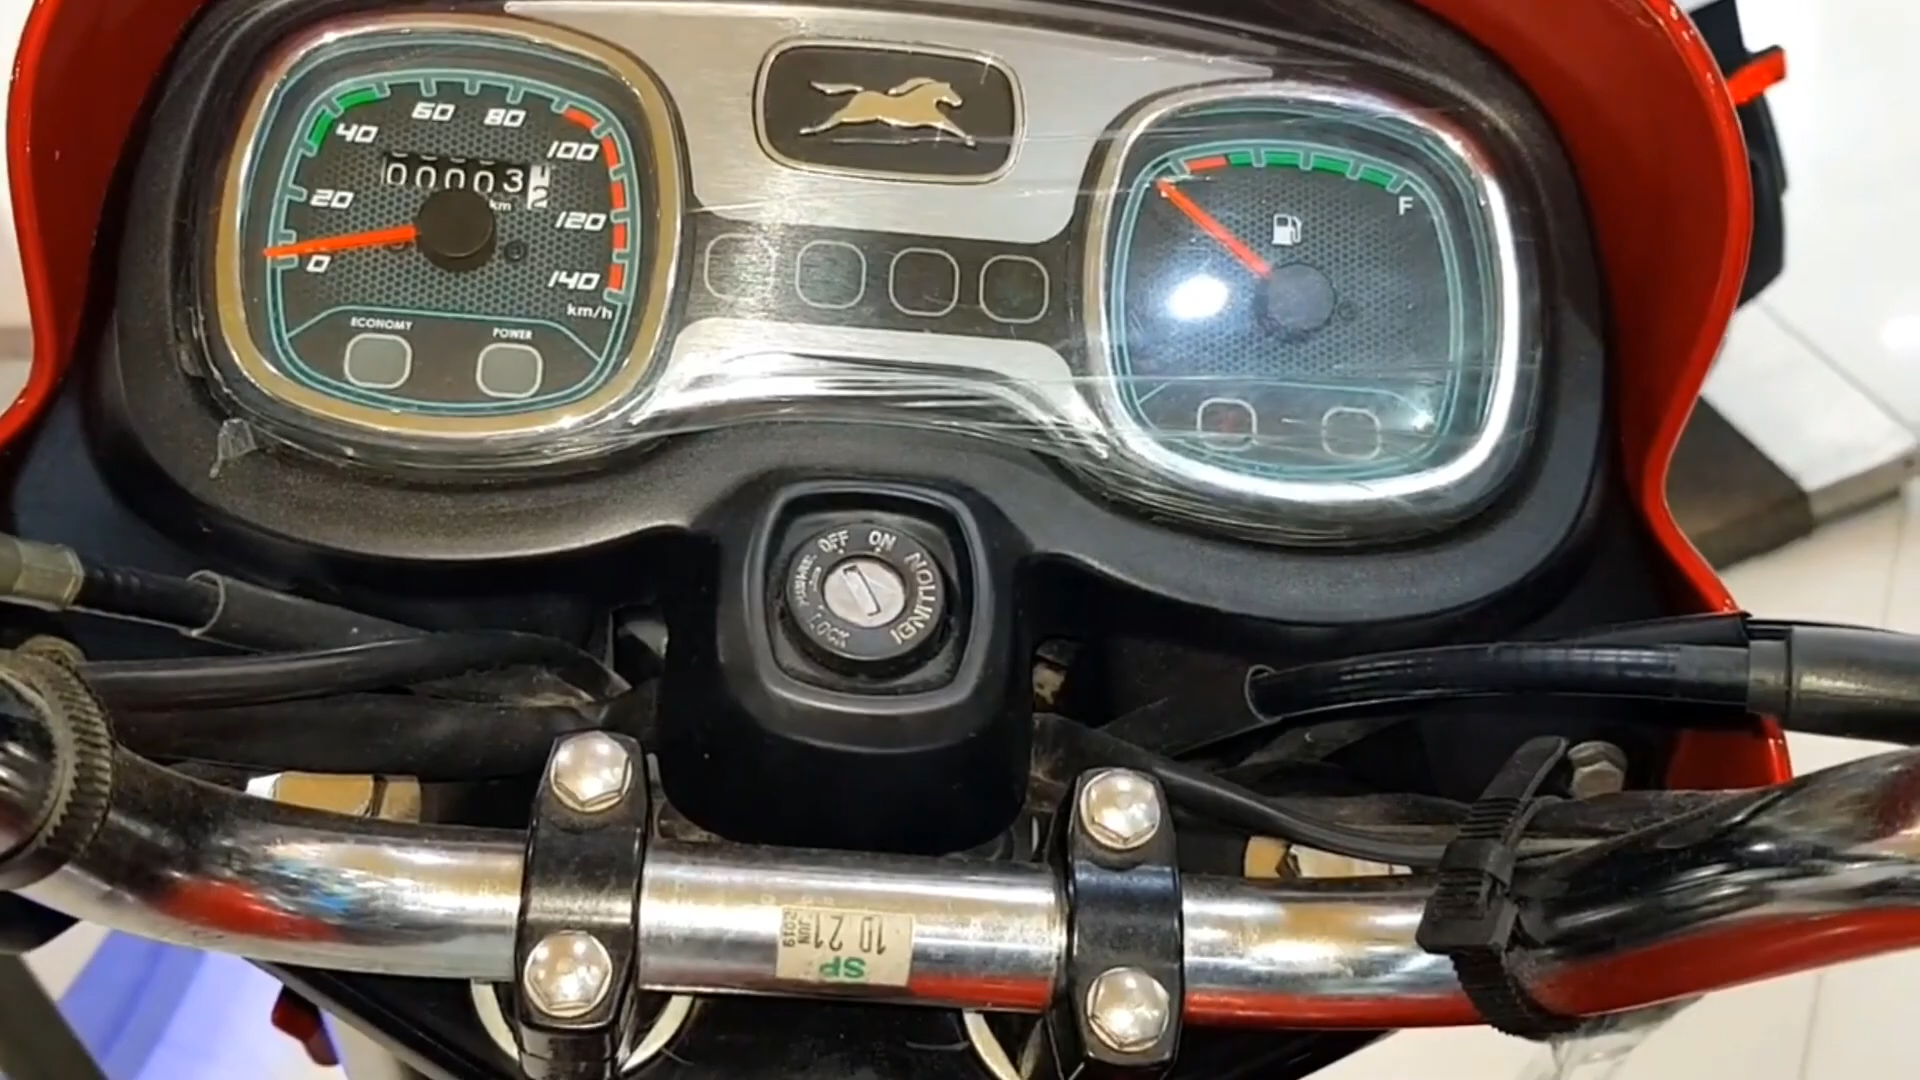 60 80
40 100
00003 2
km
20 120
0 140
km/h
ECONOMY POWER
F
OFF ON
IGNITION
LOCK
10 21
JUN
2019
SP